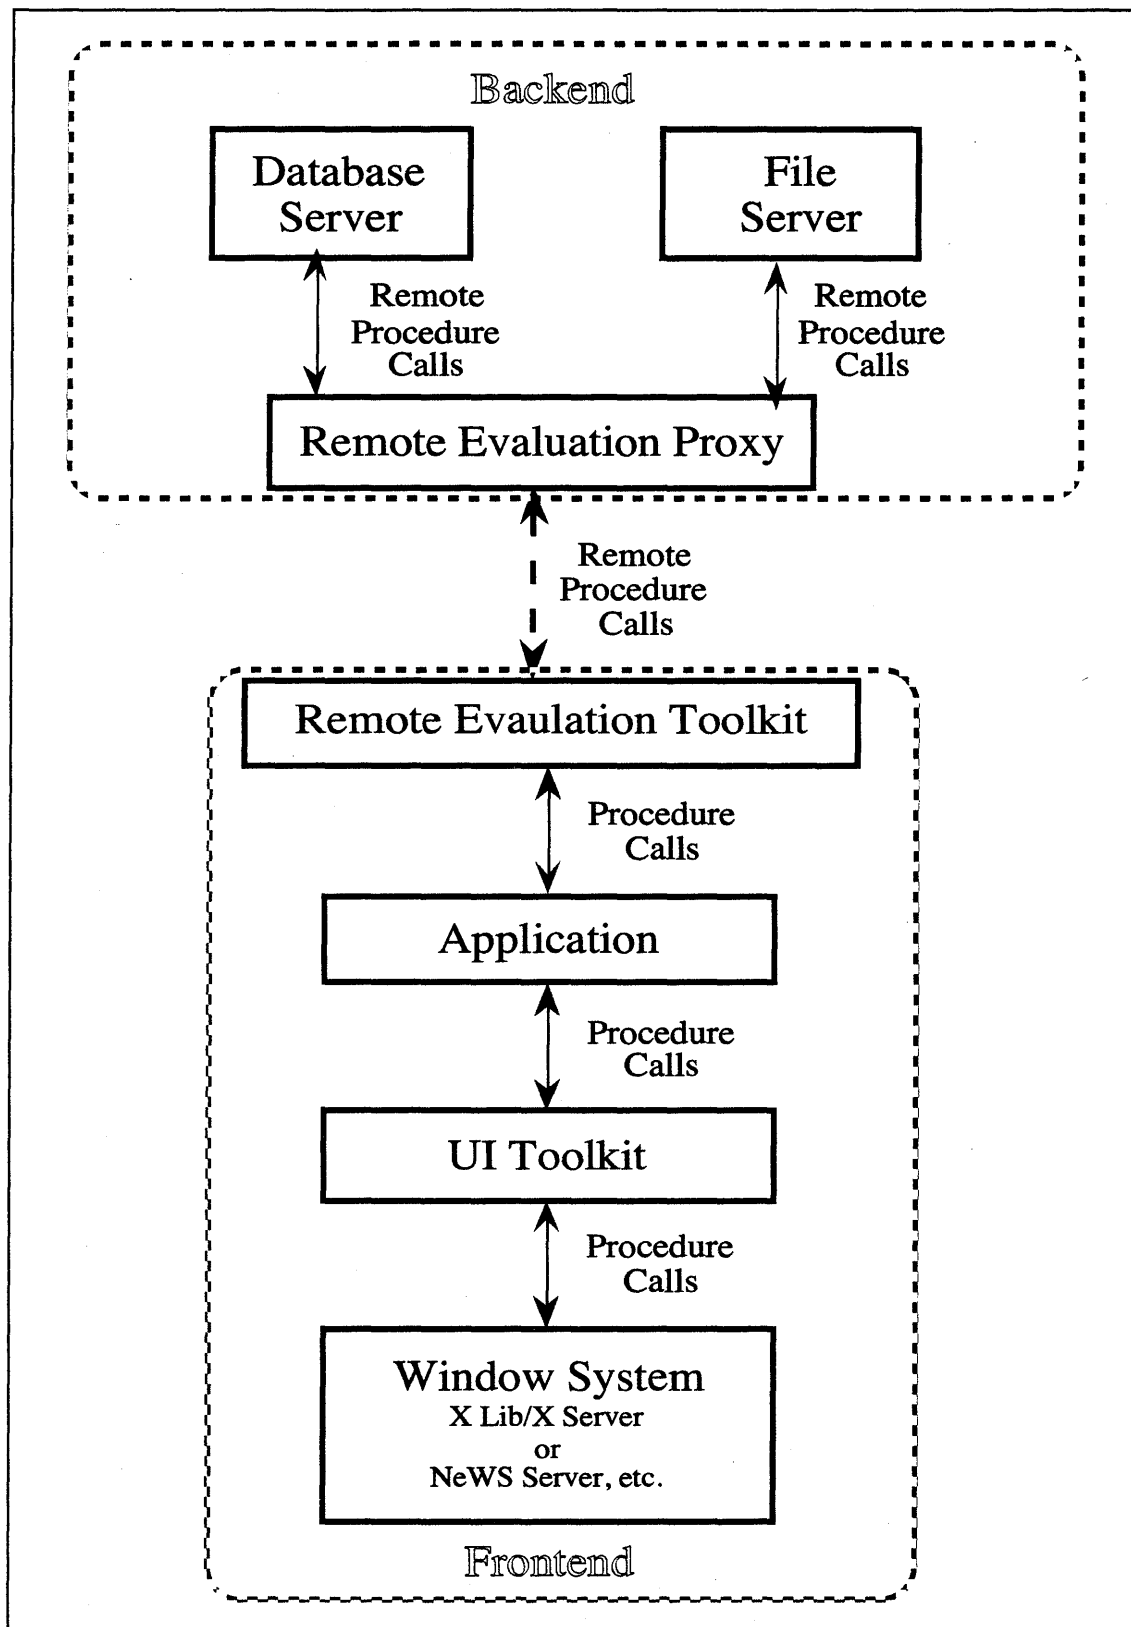 Backend
Database
Server
File
Server
Remote
Procedure
Calls
Remote
Procedure
Calls
Remote Evaluation Proxy
Remote
Procedure
Calls
Remote Evaulation Toolkit
Procedure
Calls
Application
Procedure
Calls
UI Toolkit
Procedure
Calls
Window System
X Lib/X Server
or
NeWS Server, etc.
Frontend